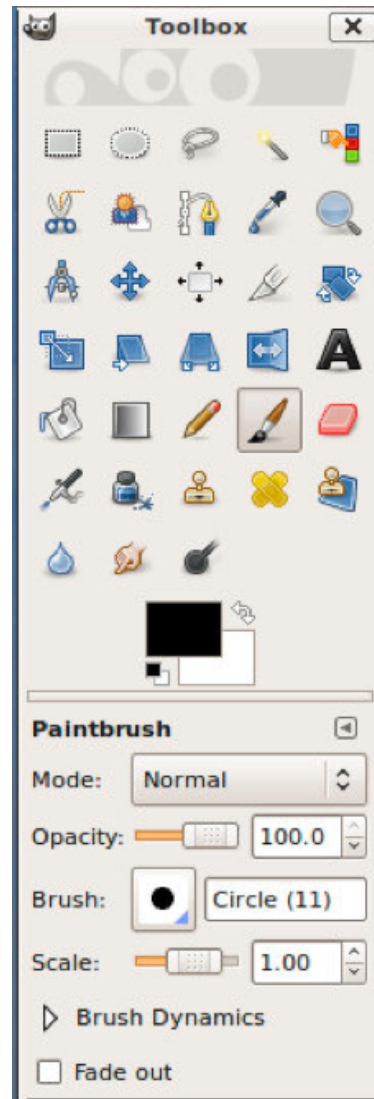 Toolbox
Paintbrush
Mode: Normal
Opacity: 100.0
Brush: Circle (11)
Scale: 1.00
Brush Dynamics
Fade out